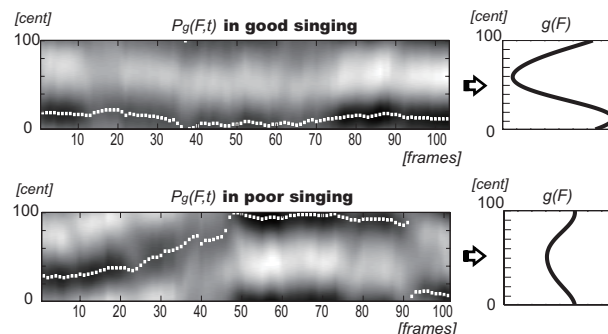 [cent] Pg(F,t) in good singing g(F)
100 100
0 0
10 20 30 40 50 60 70 80 90 100
[frames]
[cent] Pg(F,t) in poor singing [cent] g(F)
100 100
0 0
10 20 30 40 50 60 70 80 90 100
[frames]